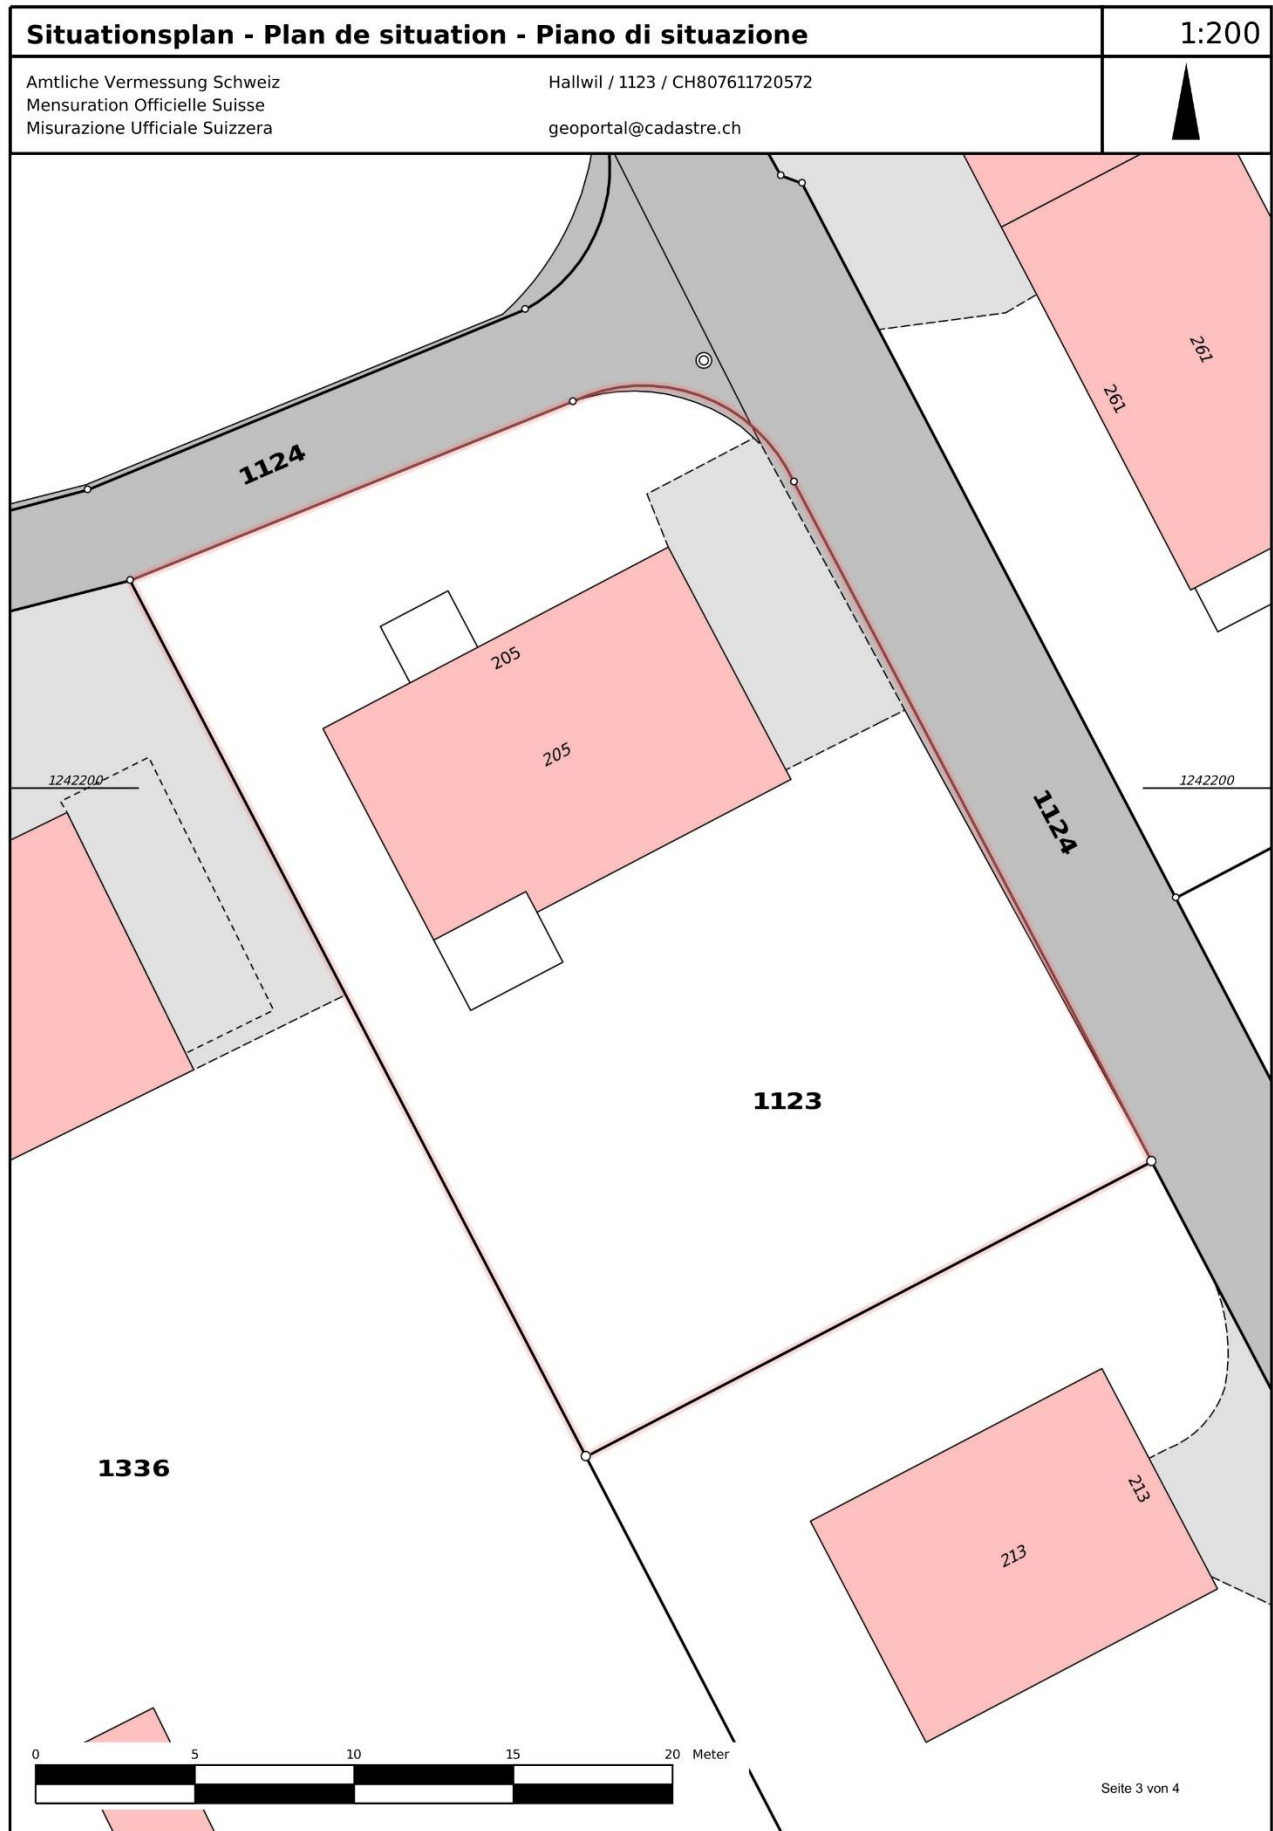 Situationsplan - Plan de situation - Piano di situazione
1:200
Amtliche Vermessung Schweiz
Mensuration Officielle Suisse
Misurazione Ufficiale Suizzera
Hallwil / 1123 / CH807611720572
geoportal@cadastre.ch
261
261
1124
205
205
1242200
1242200
1124
1123
1336
213
213
0 5 10 15 20 Meter
Seite 3 von 4